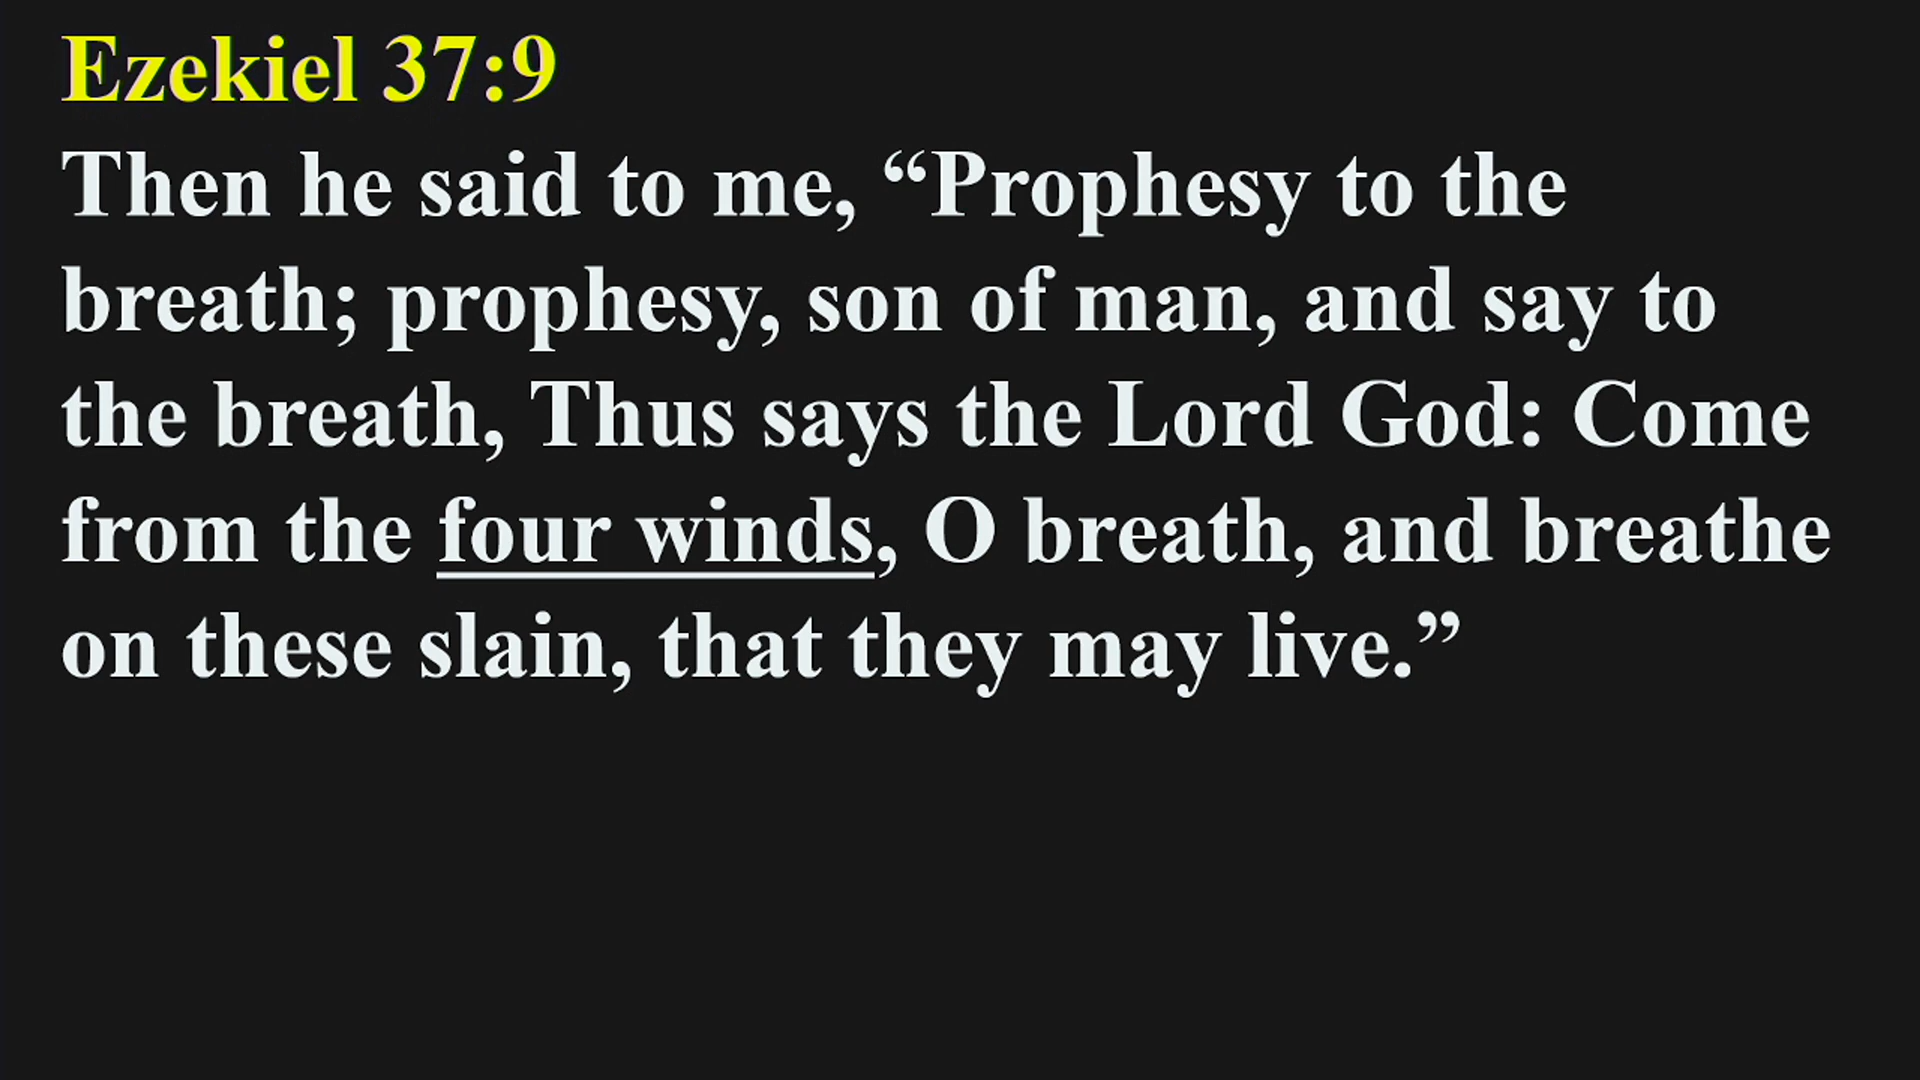 Ezekiel 37:9
Then he said to me, “Prophesy to the
breath; prophesy, son of man, and say to
the breath, Thus says the Lord God: Come
from the four winds, O breath, and breathe
on these slain, that they may live.”